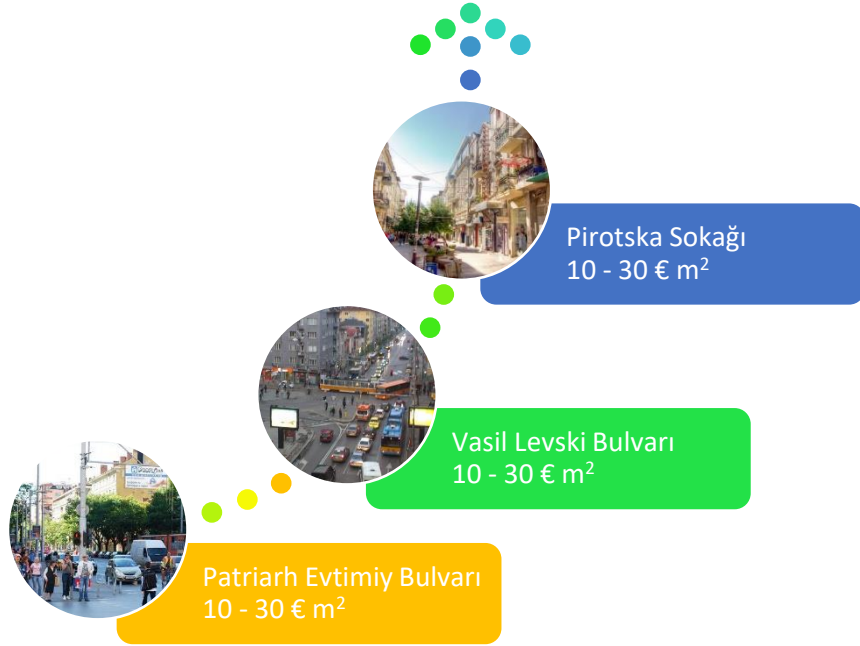 Pirotska Sokağı
10 - 30 € m²
Vasil Levski Bulvarı
10 - 30 € m²
Patriarh Evtimiy Bulvarı
10 - 30 € m²